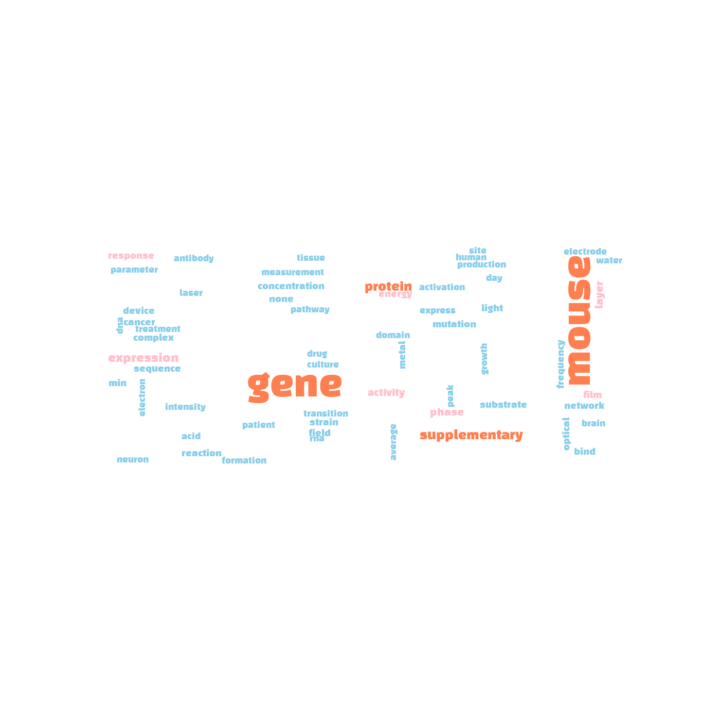 response
antibody
tissue
site
human
production
electrode
water
parameter
measurement
day
laser
concentration
none
protein
energy
activation
mouse
layer
device
pathway
express
light
dna
cancer
treatment
complex
mutation
domain
metal
growth
frequency
expression
sequence
drug
culture
min
electron
gene
activity
peak
film
intensity
transition
phase
substrate
network
patient
strain
field
rna
average
supplementary
optical
brain
acid
reaction
formation
neuron
bind